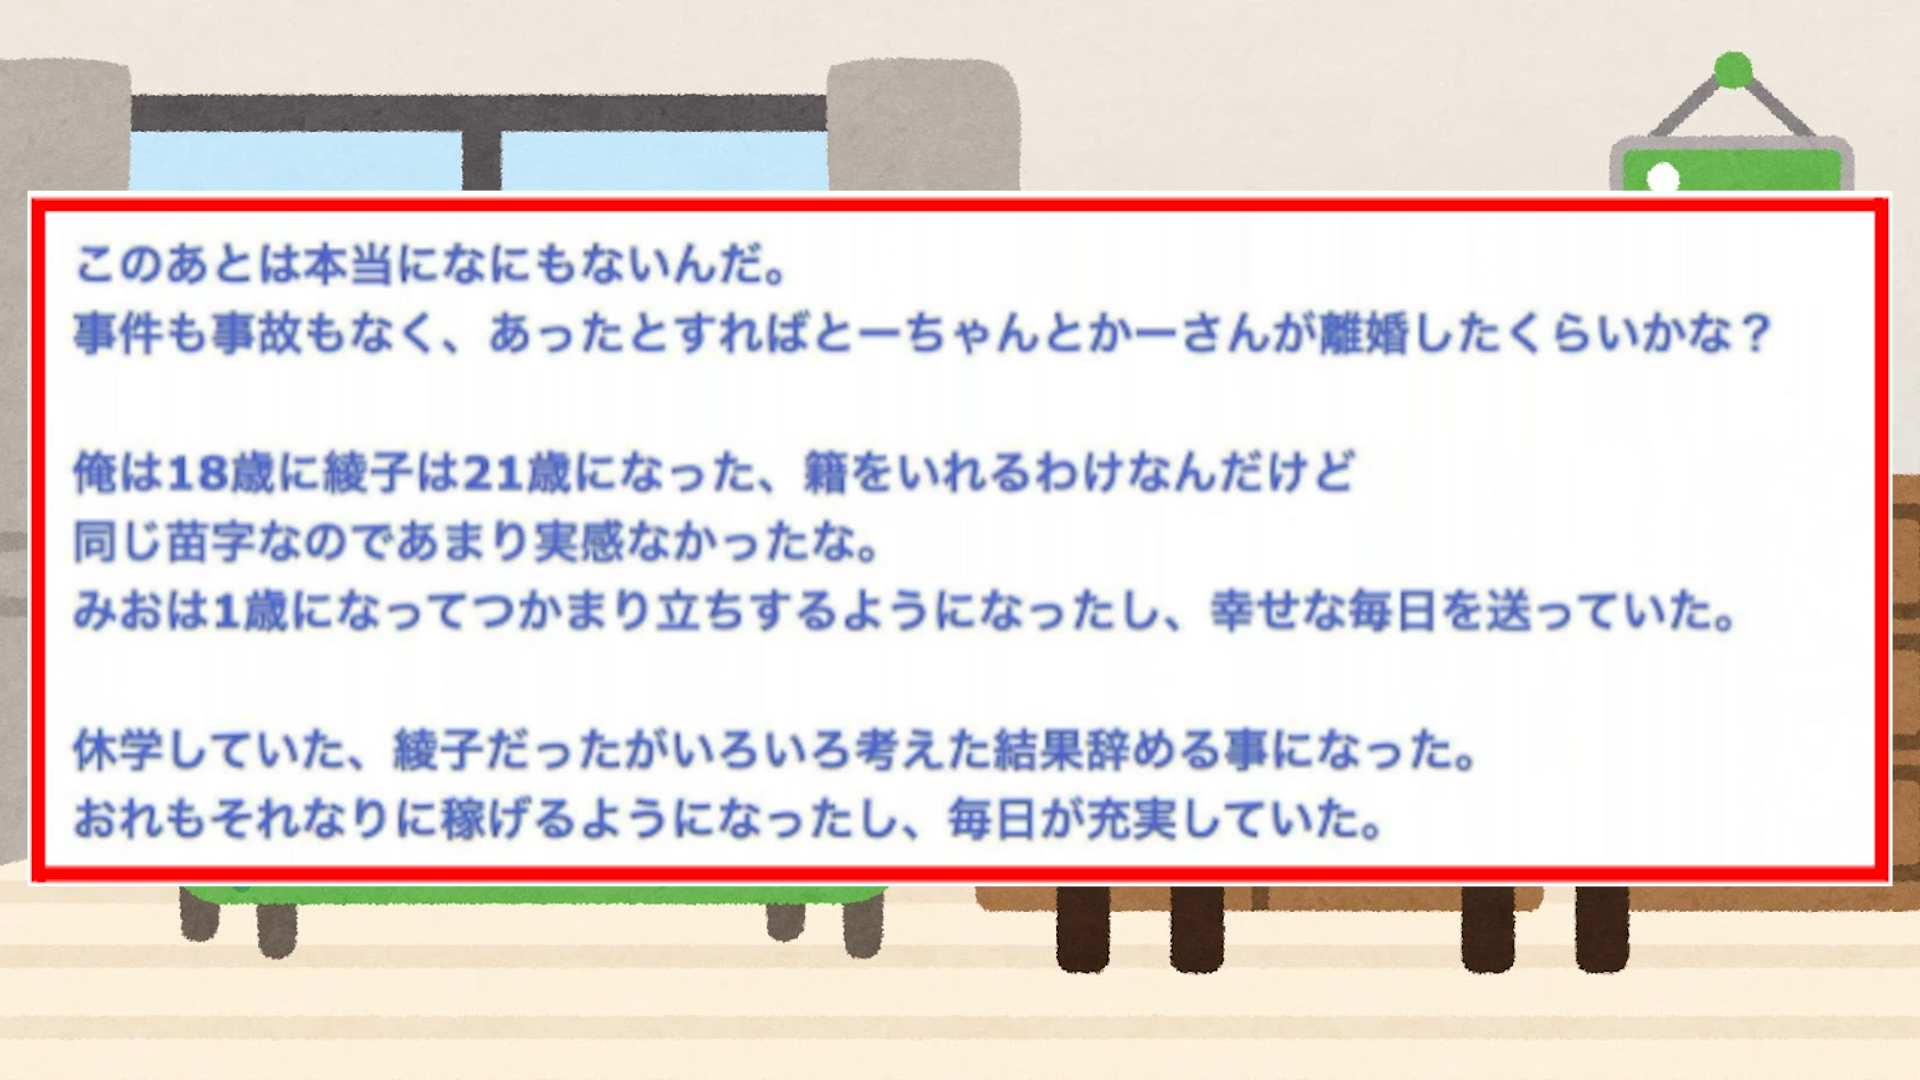 このあとは本当になにもないんだ。
事件も事故もなく、あったとすればとーちゃんとかーさんが離婚したくらいかな？
俺は18歳に綾子は21歳になった、籍をいれるわけなんだけど
同じ苗字なのであまり実感なかったな。
みおは1歳になってつかまり立ちするようになったし、幸せな毎日を送っていた。
休学していた、綾子だったがいろいろ考えた結果辞める事になった。
おれもそれなりに稼げるようになったし、毎日が充実していた。